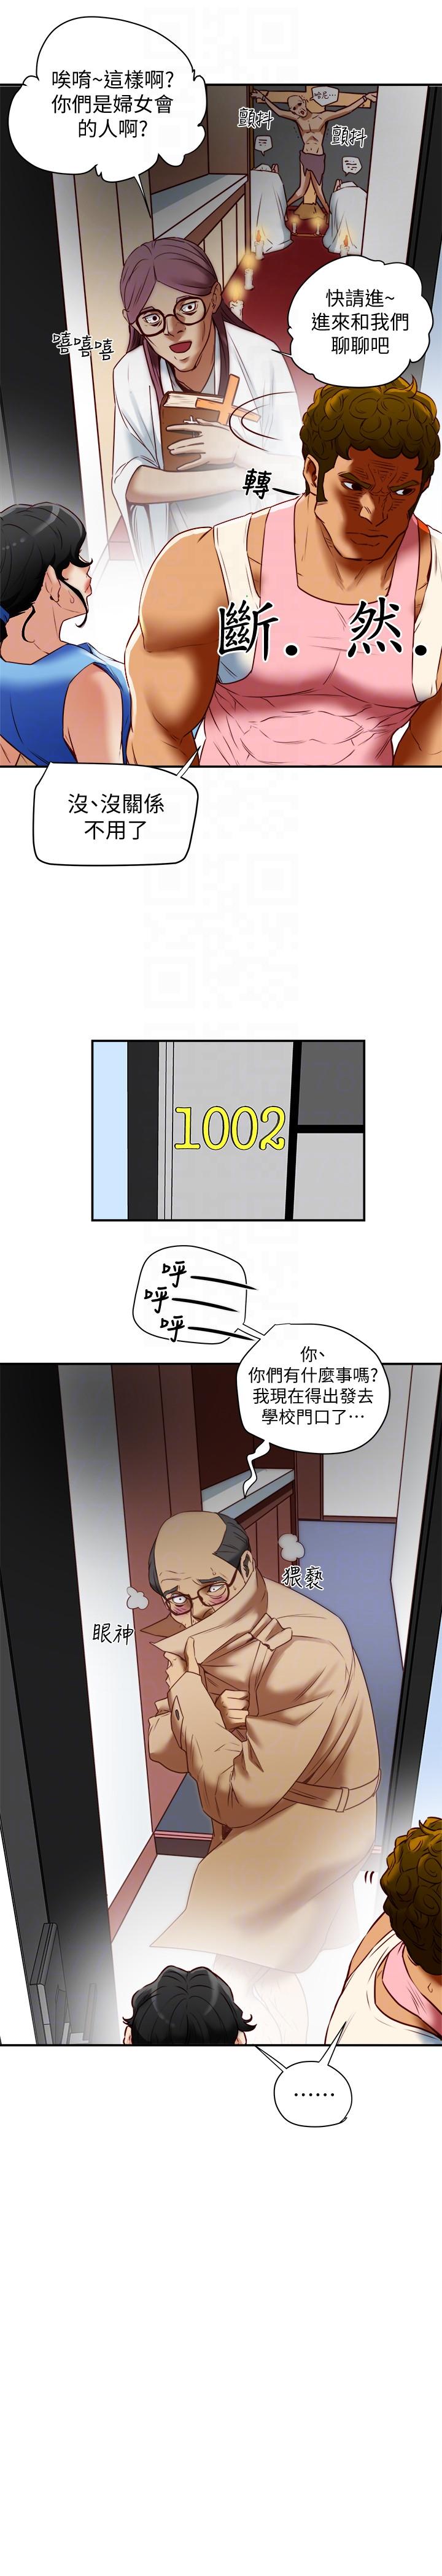 唉唷~這樣啊?
你們是婦女會
的人啊?
哈尼…
顫抖
顫抖
快請進~
進來和我們
聊聊吧
嘻嘻嘻
轉
斷.然.
沒、沒關係
不用了
1002
呼
呼
呼
你、
你們有什麼事嗎?
我現在得出發去
學校門口了…
猥褻
眼神
……